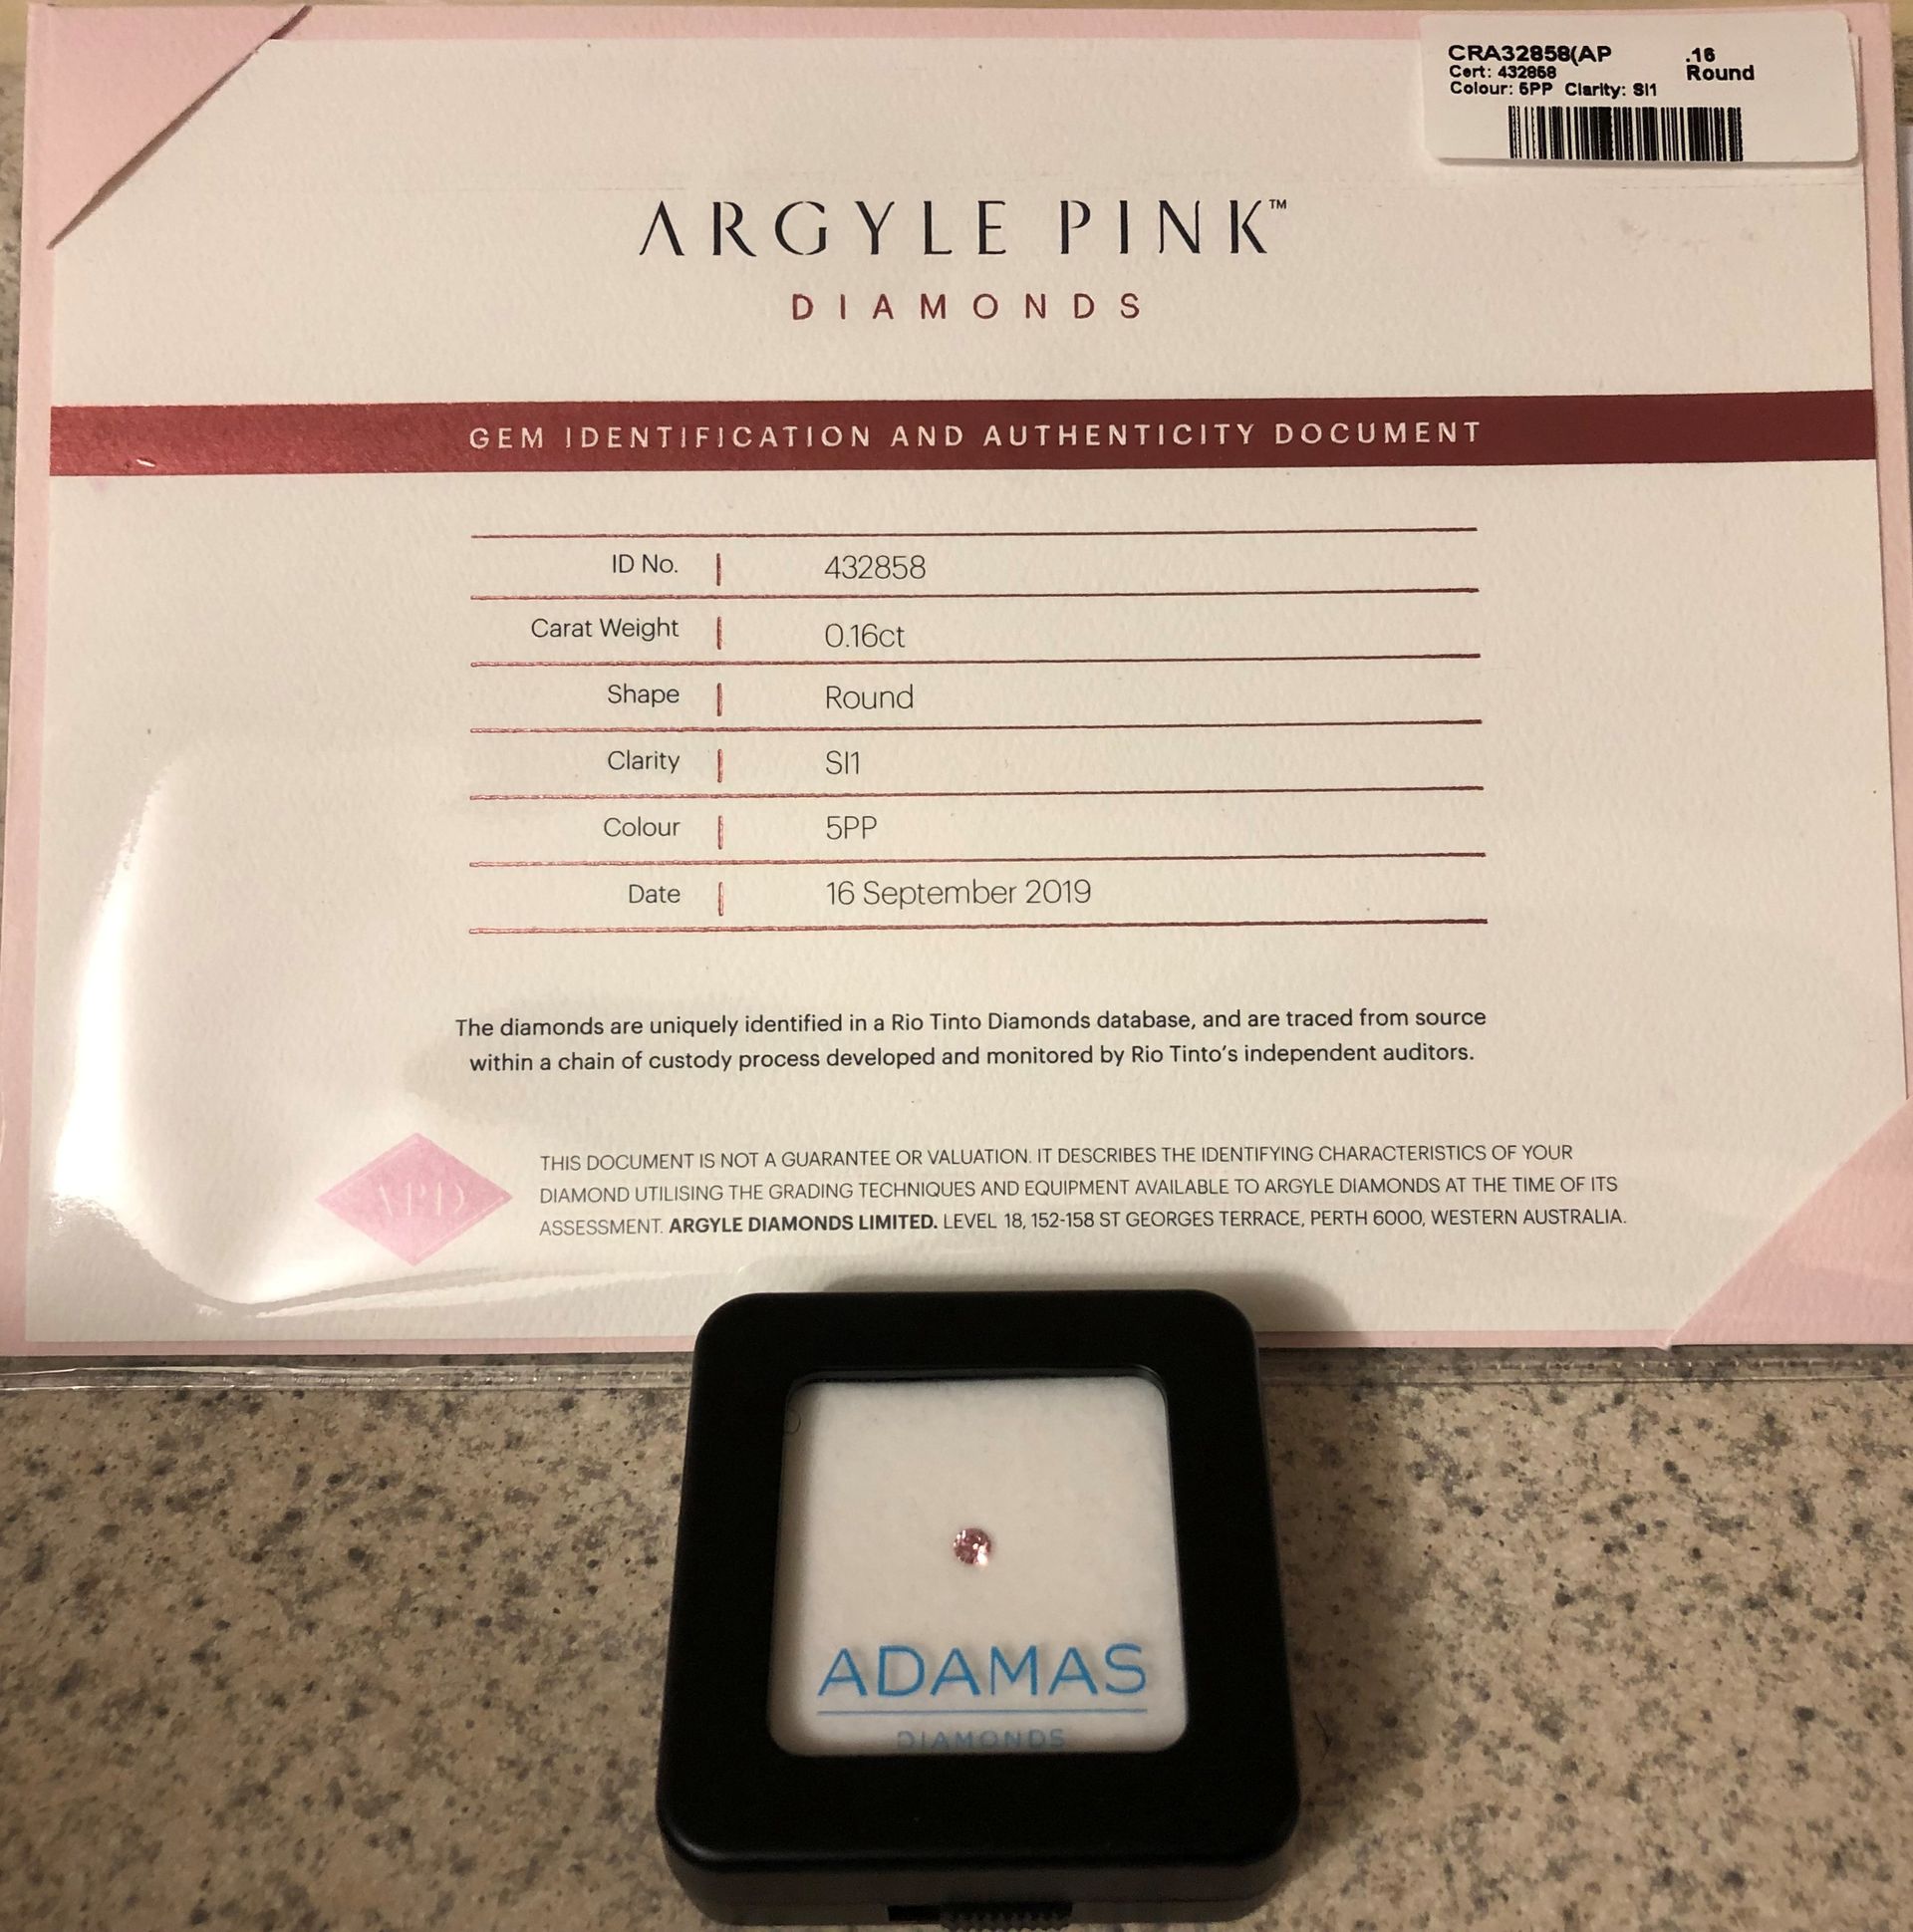 CRA32858(AP .16
Cert: 432858 Round
Colour: 5PP Clarity: SI1
ARGYLE PINK™
DIAMONDS
GEM IDENTIFICATION AND AUTHENTICITY DOCUMENT
ID No. 432858
Carat Weight 0.16ct
Shape Round
Clarity SI1
Colour 5PP
Date 16 September 2019
The diamonds are uniquely identified in a Rio Tinto Diamonds database, and are traced from source
within a chain of custody process developed and monitored by Rio Tinto's independent auditors.
APD
THIS DOCUMENT IS NOT A GUARANTEE OR VALUATION. IT DESCRIBES THE IDENTIFYING CHARACTERISTICS OF YOUR
DIAMOND UTILISING THE GRADING TECHNIQUES AND EQUIPMENT AVAILABLE TO ARGYLE DIAMONDS AT THE TIME OF ITS
ASSESSMENT. ARGYLE DIAMONDS LIMITED. LEVEL 18, 152-158 ST GEORGES TERRACE, PERTH 6000, WESTERN AUSTRALIA.
ADAMAS
DIAMONDS